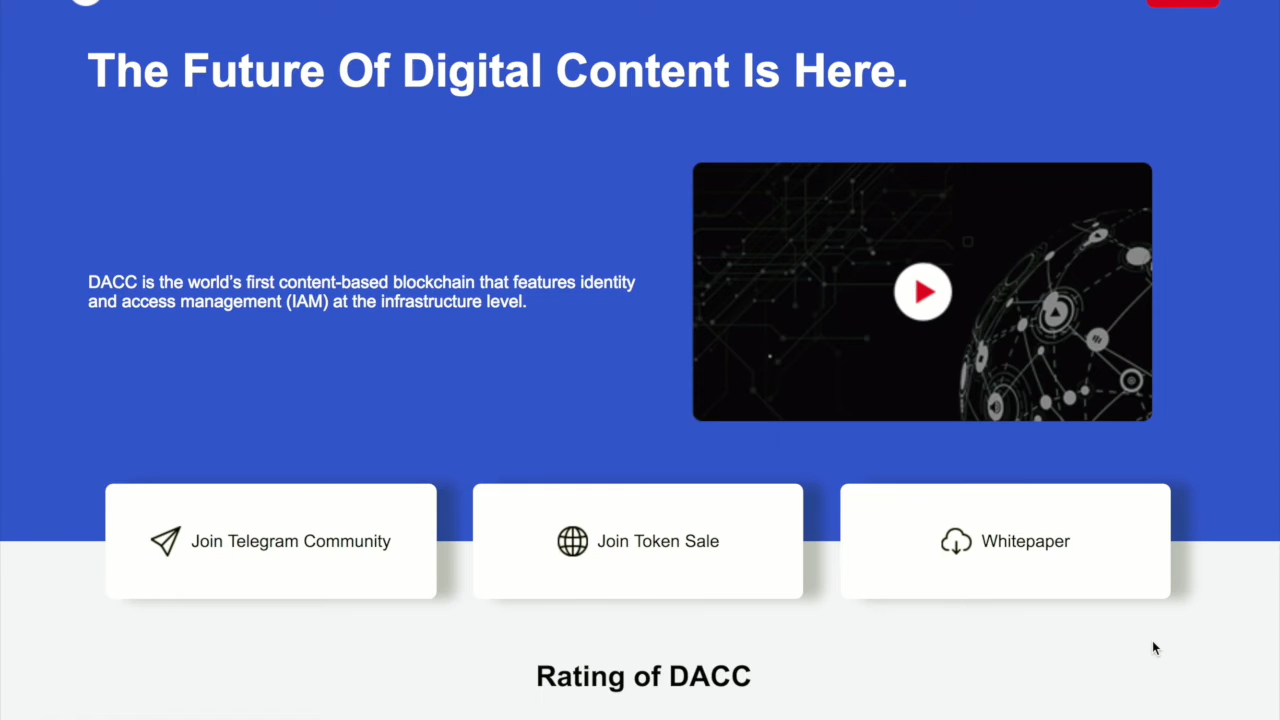 The Future Of Digital Content Is Here.
DACC is the world's first content-based blockchain that features identity
and access management (IAM) at the infrastructure level.
Join Telegram Community
Join Token Sale
Whitepaper
Rating of DACC